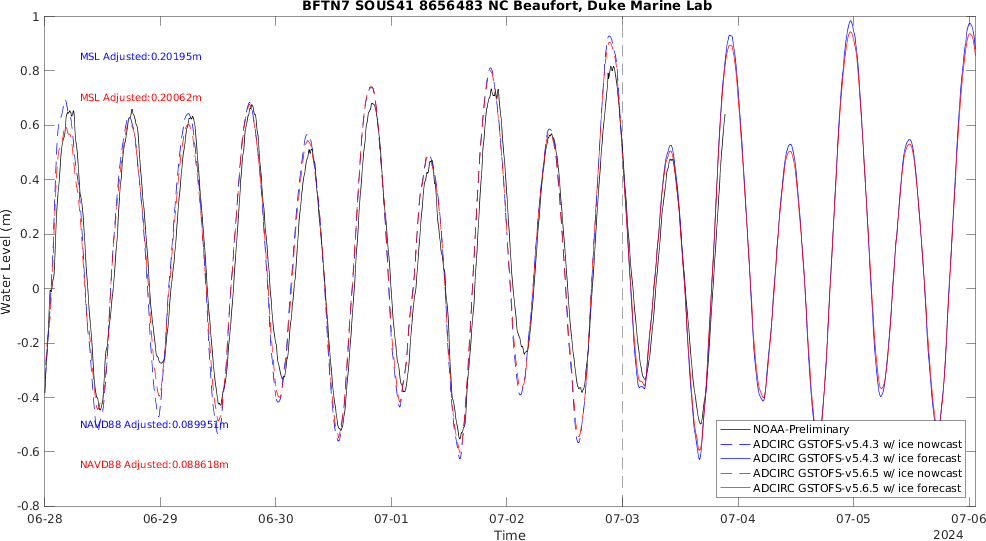 BFTN7 SOUS41 8656483 NC Beaufort, Duke Marine Lab
1
0.8
0.6
0.4
0.2
0
-0.2
-0.4
-0.6
-0.8
Water Level (m)
MSL Adjusted:0.20195m
MSL Adjusted:0.20062m
NAVD88 Adjusted:0.089951m
NAVD88 Adjusted:0.088618m
NOAA-Preliminary
ADCIRC GSTOFS-v5.4.3 w/ ice nowcast
ADCIRC GSTOFS-v5.4.3 w/ ice forecast
ADCIRC GSTOFS-v5.6.5 w/ ice nowcast
ADCIRC GSTOFS-v5.6.5 w/ ice forecast
06-28 06-29 06-30 07-01 07-02 07-03 07-04 07-05 07-06
Time
2024